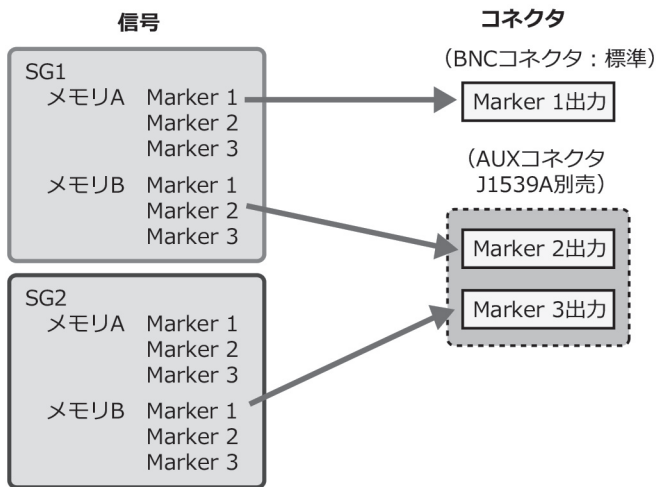 信号
SG1
メモリA Marker 1
Marker 2
Marker 3
メモリB Marker 1
Marker 2
Marker 3
SG2
メモリA Marker 1
Marker 2
Marker 3
メモリB Marker 1
Marker 2
Marker 3
コネクタ
（BNCコネクタ：標準）
Marker 1出力
（AUXコネクタ
J1539A別売）
Marker 2出力
Marker 3出力